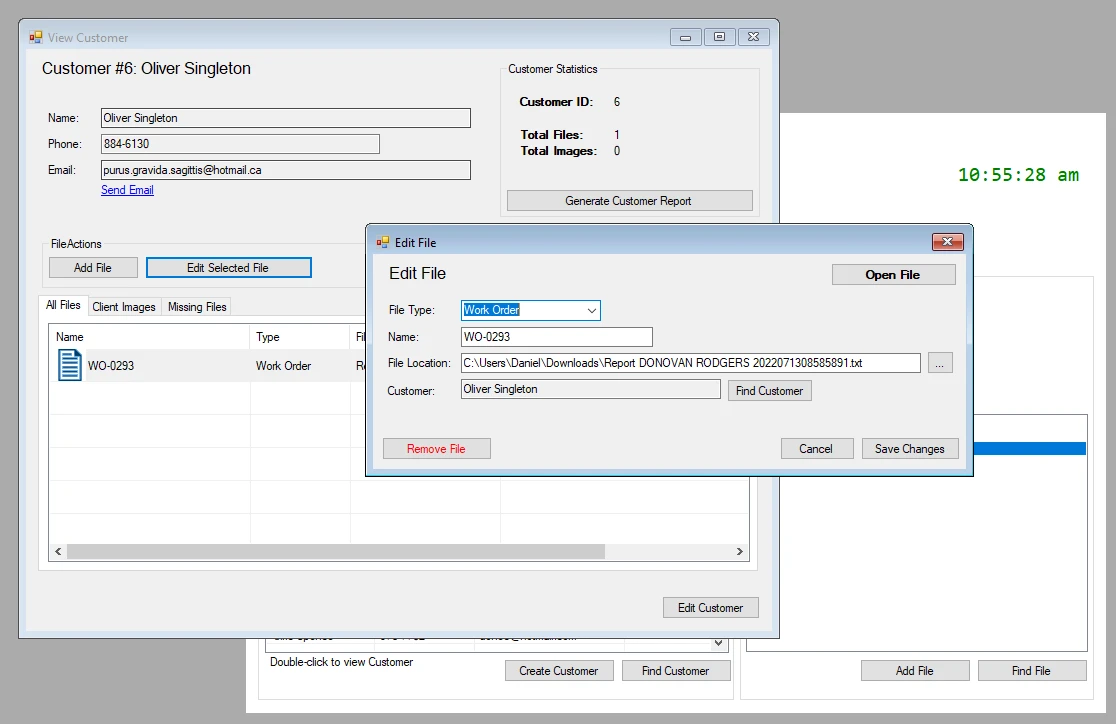 View Customer
Customer #6: Oliver Singleton
Name: Oliver Singleton
Phone: 884-6130
Email: purus.gravida.sagittis@hotmail.ca
Send Email
Customer Statistics
Customer ID: 6
Total Files: 1
Total Images: 0
Generate Customer Report
10:55:28 am
FileActions
Add File Edit Selected File
All Files Client Images Missing Files
Name Type
WO-0293 Work Order
Edit File
Edit File
Open File
File Type: Work Order
Name: WO-0293
File Location: C:\Users\Daniel\Downloads\Report DONOVAN RODGERS 2022071308585891.txt ...
Customer: Oliver Singleton Find Customer
Remove File Cancel Save Changes
Edit Customer
Double-click to view Customer
Create Customer Find Customer
Add File Find File